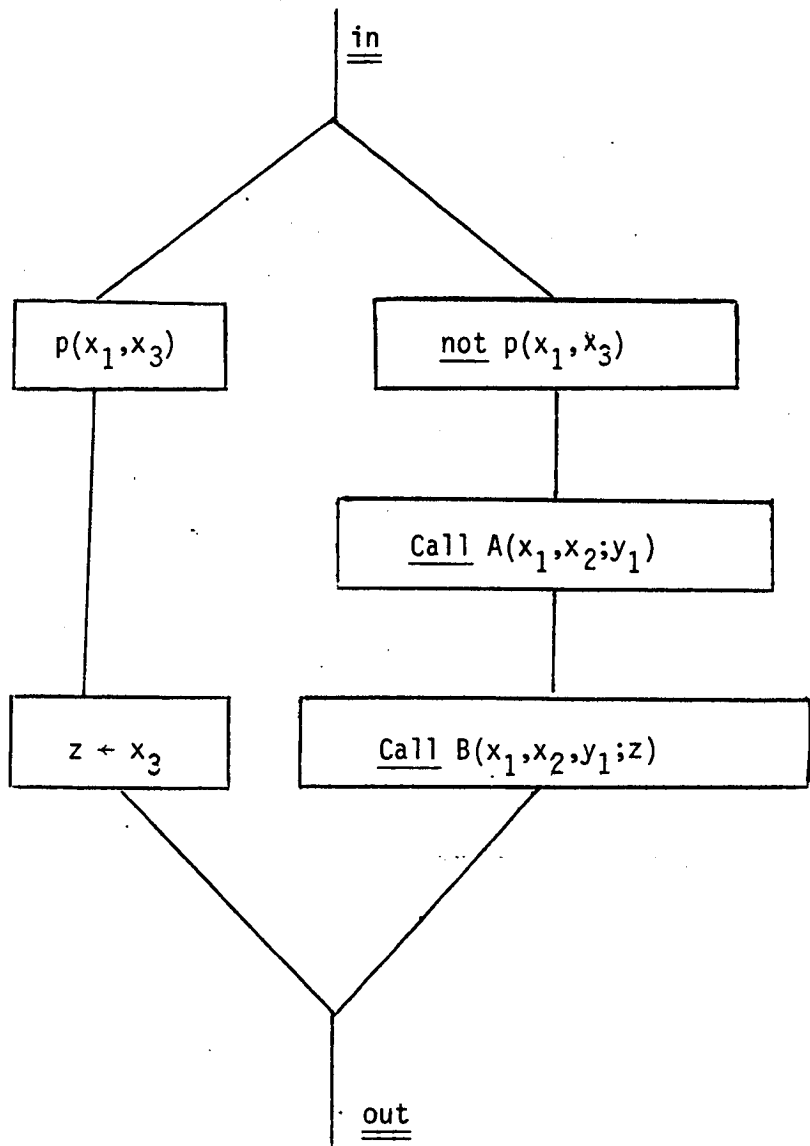 in
p(x₁,x₃)
not p(x₁,x₃)
Call A(x₁,x₂;y₁)
z ← x₃
Call B(x₁,x₂,y₁;z)
out